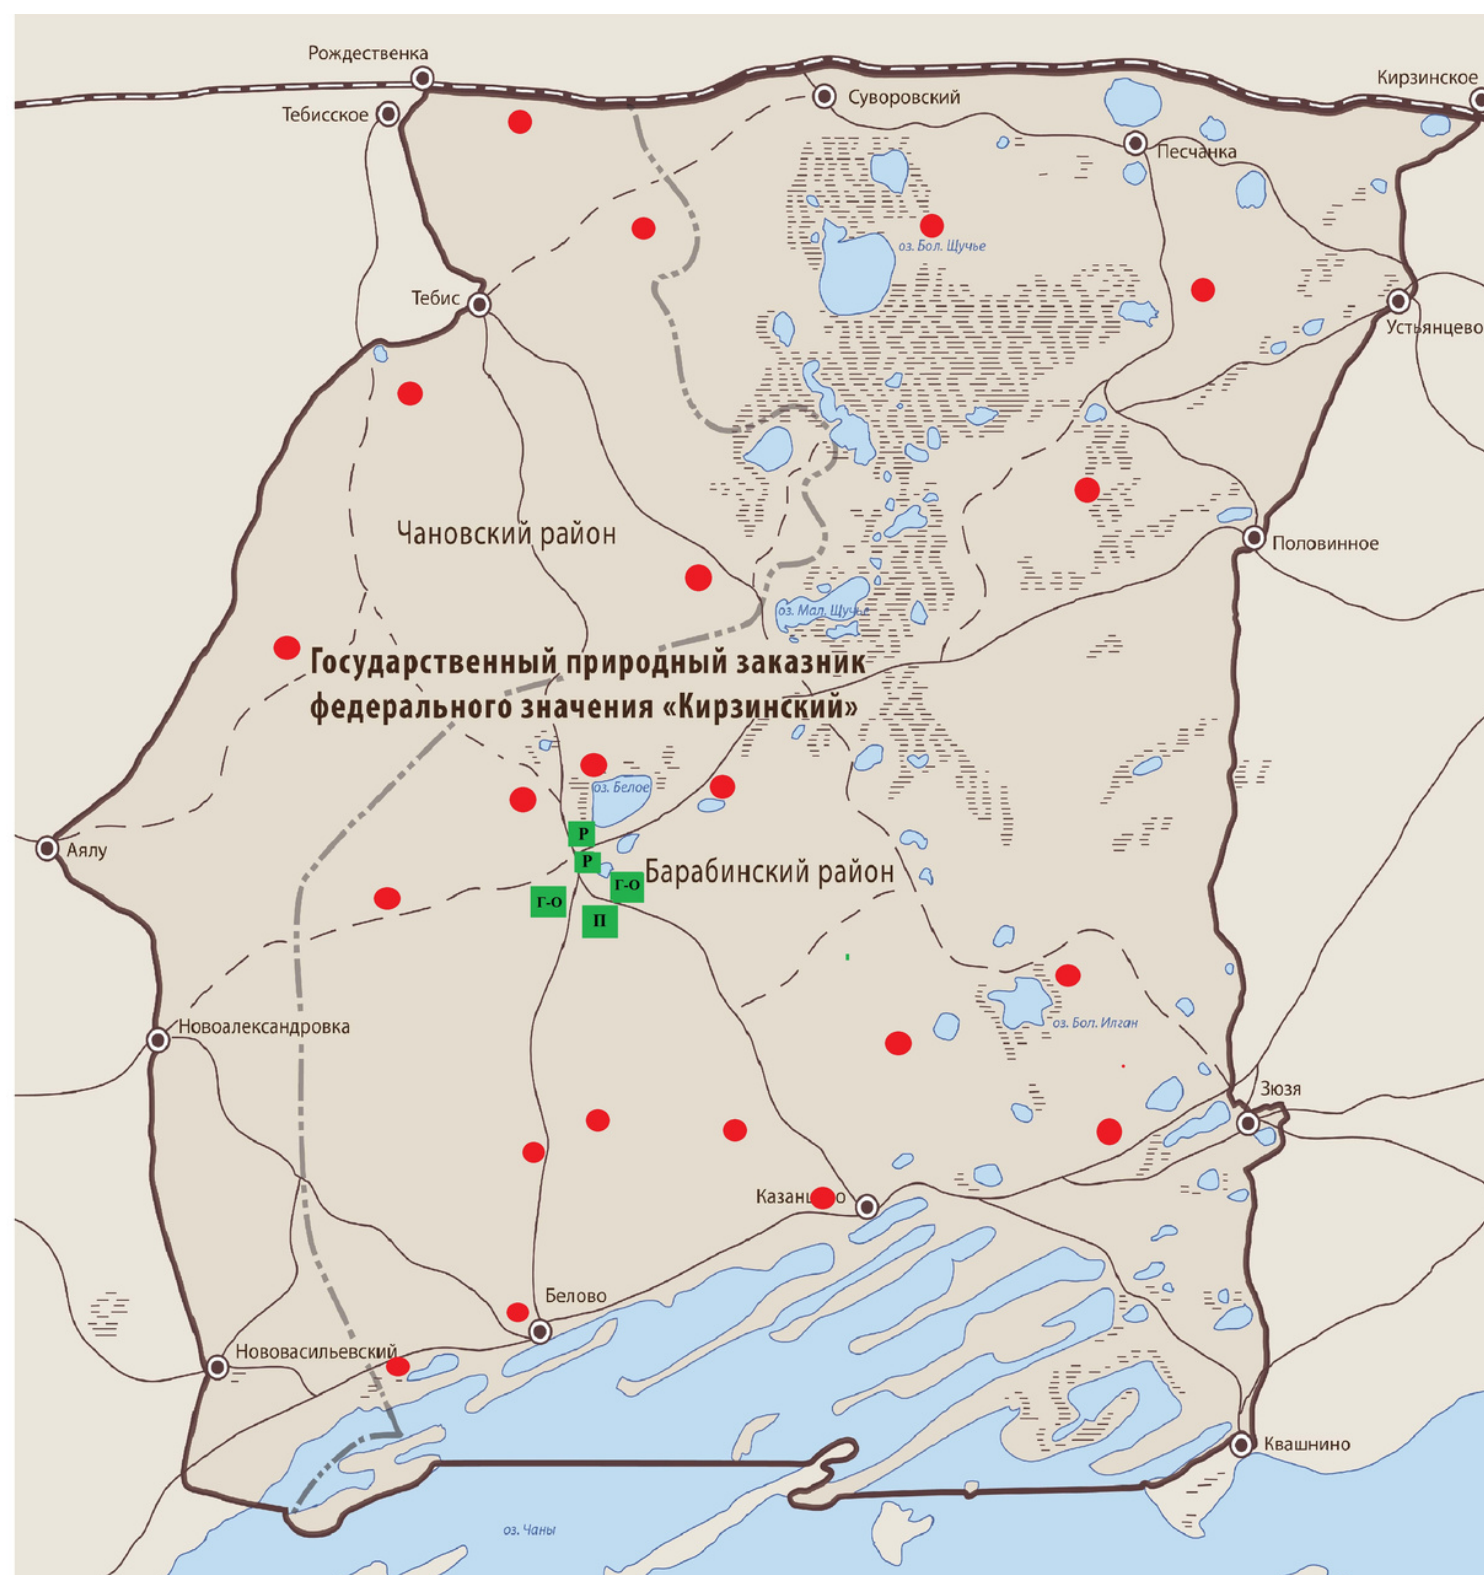 Рождественка
Кирзинское
Суворовский
Тебисское
Песчанка
оз. Бол. Щучье
Тебис
Устьянцево
Чановский район
Половинное
оз. Мал. Щучье
Государственный природный заказник
федерального значения «Кирзинский»
оз. Белое
Р
Аялу
Р
Барабинский район
Г-О
Г-О
П
оз. Бол. Илган
Новоалександровка
Зюзя
Белово
Нововасильевский
Квашнино
оз. Чаны